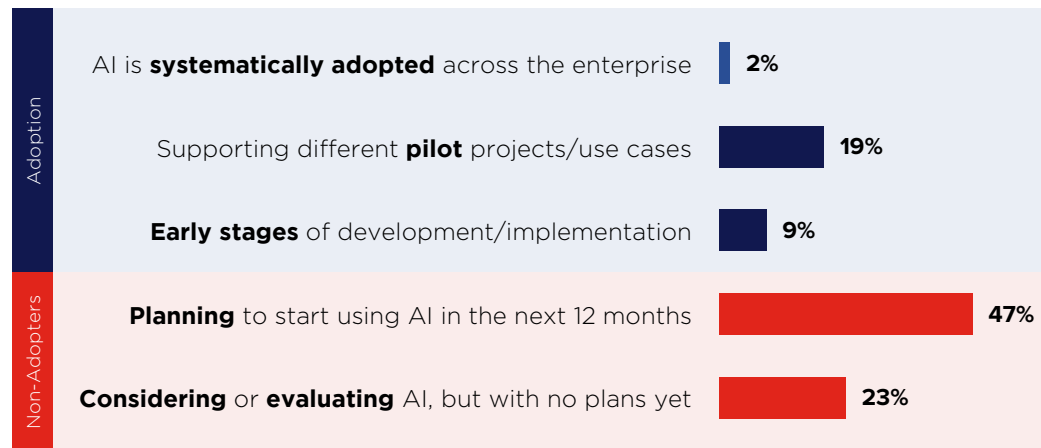 Adoption
AI is systematically adopted across the enterprise 2%
Supporting different pilot projects/use cases 19%
Early stages of development/implementation 9%
Non-Adopters
Planning to start using AI in the next 12 months 47%
Considering or evaluating AI, but with no plans yet 23%